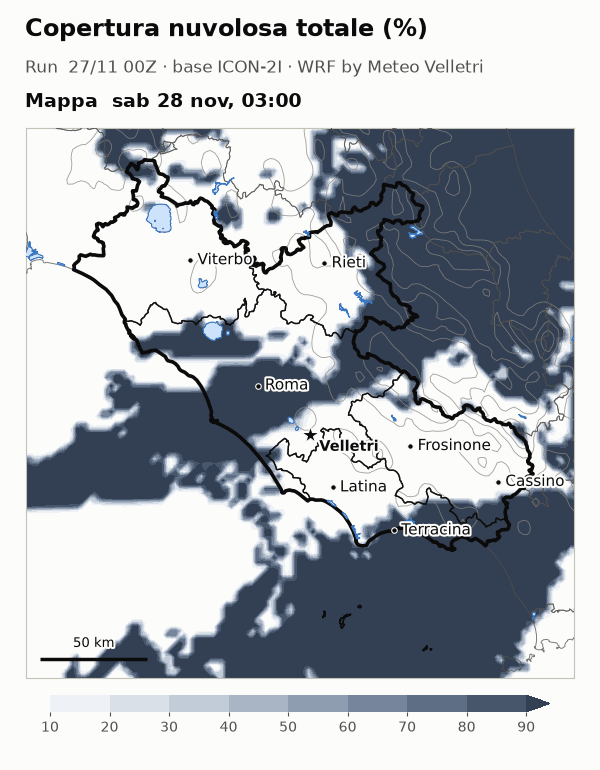 Copertura nuvolosa totale (%)
Run  27/11 00Z · base ICON-2I · WRF by Meteo Velletri
Mappa  sab 28 nov, 03:00
Viterbo
Rieti
Roma
Velletri
Frosinone
Latina
Cassino
Terracina
50 km
10 20 30 40 50 60 70 80 90